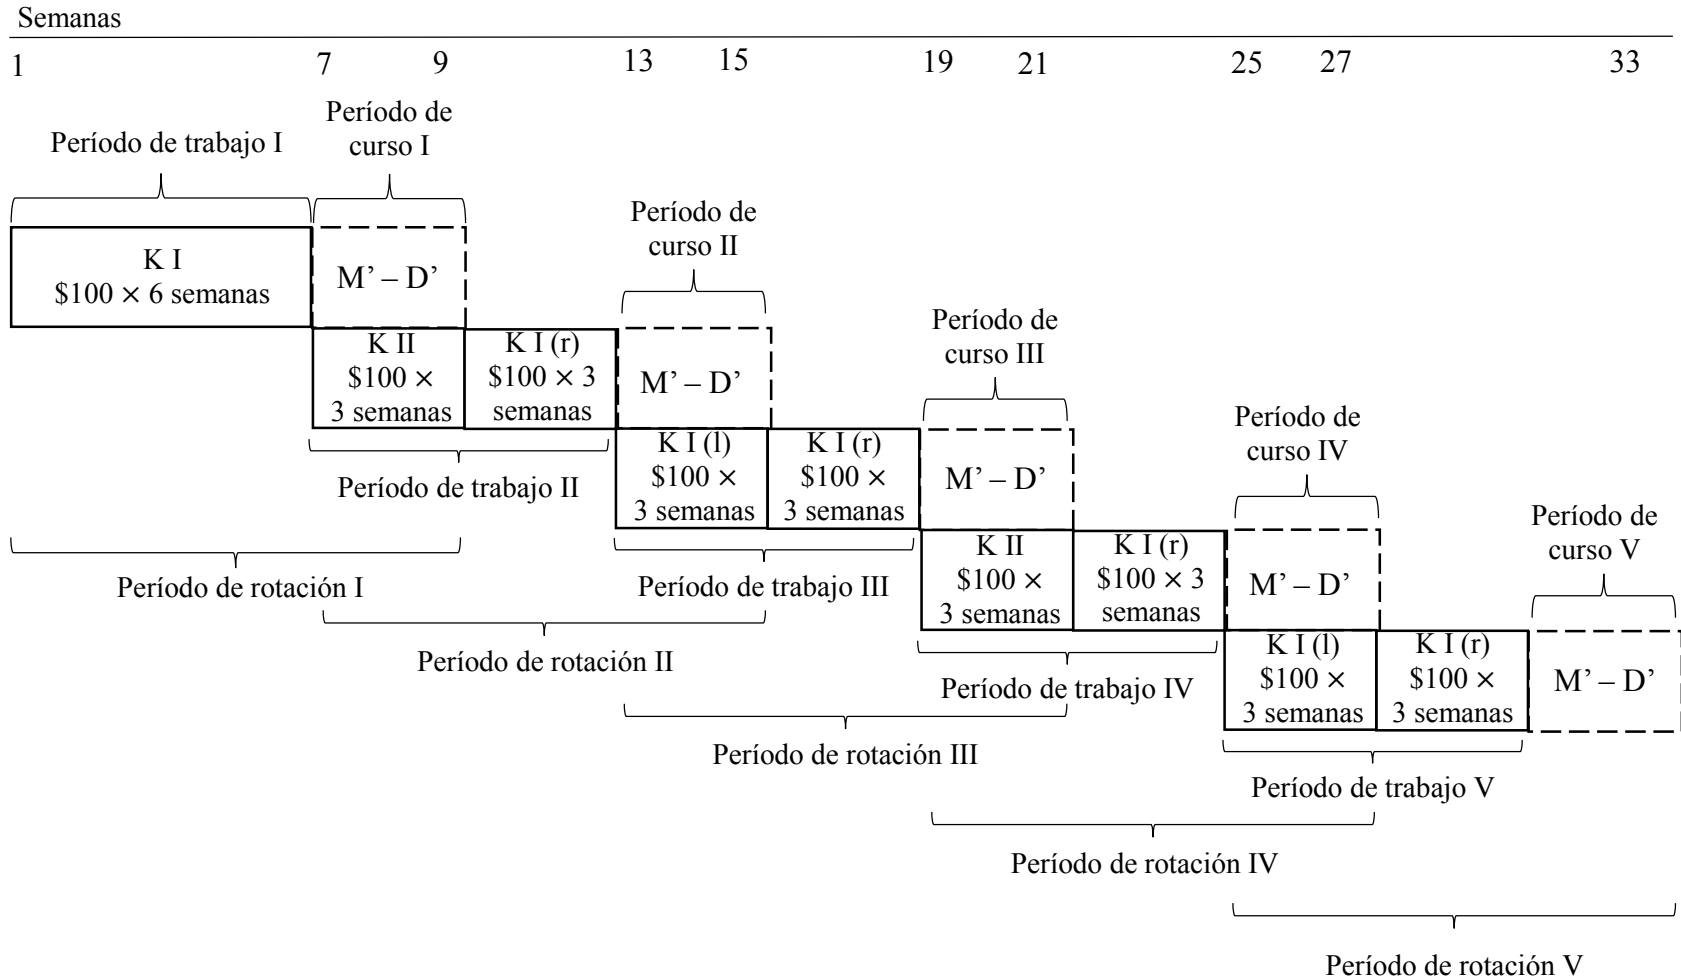 Semanas
1 7 9 13 15 19 21 25 27 33
Período de trabajo I
Período de
curso I
K I
$100 × 6 semanas
M’ – D’
Período de
curso II
K II
$100 ×
3 semanas
K I (r)
$100 × 3
semanas
M’ – D’
Período de trabajo II
Período de rotación I
Período de
curso III
K I (l)
$100 ×
3 semanas
K I (r)
$100 ×
3 semanas
M’ – D’
Período de trabajo III
Período de rotación II
Período de
curso IV
K II
$100 ×
3 semanas
K I (r)
$100 × 3
semanas
M’ – D’
Período de trabajo IV
Período de rotación III
Período de
curso V
K I (l)
$100 ×
3 semanas
K I (r)
$100 ×
3 semanas
M’ – D’
Período de trabajo V
Período de rotación IV
Período de rotación V